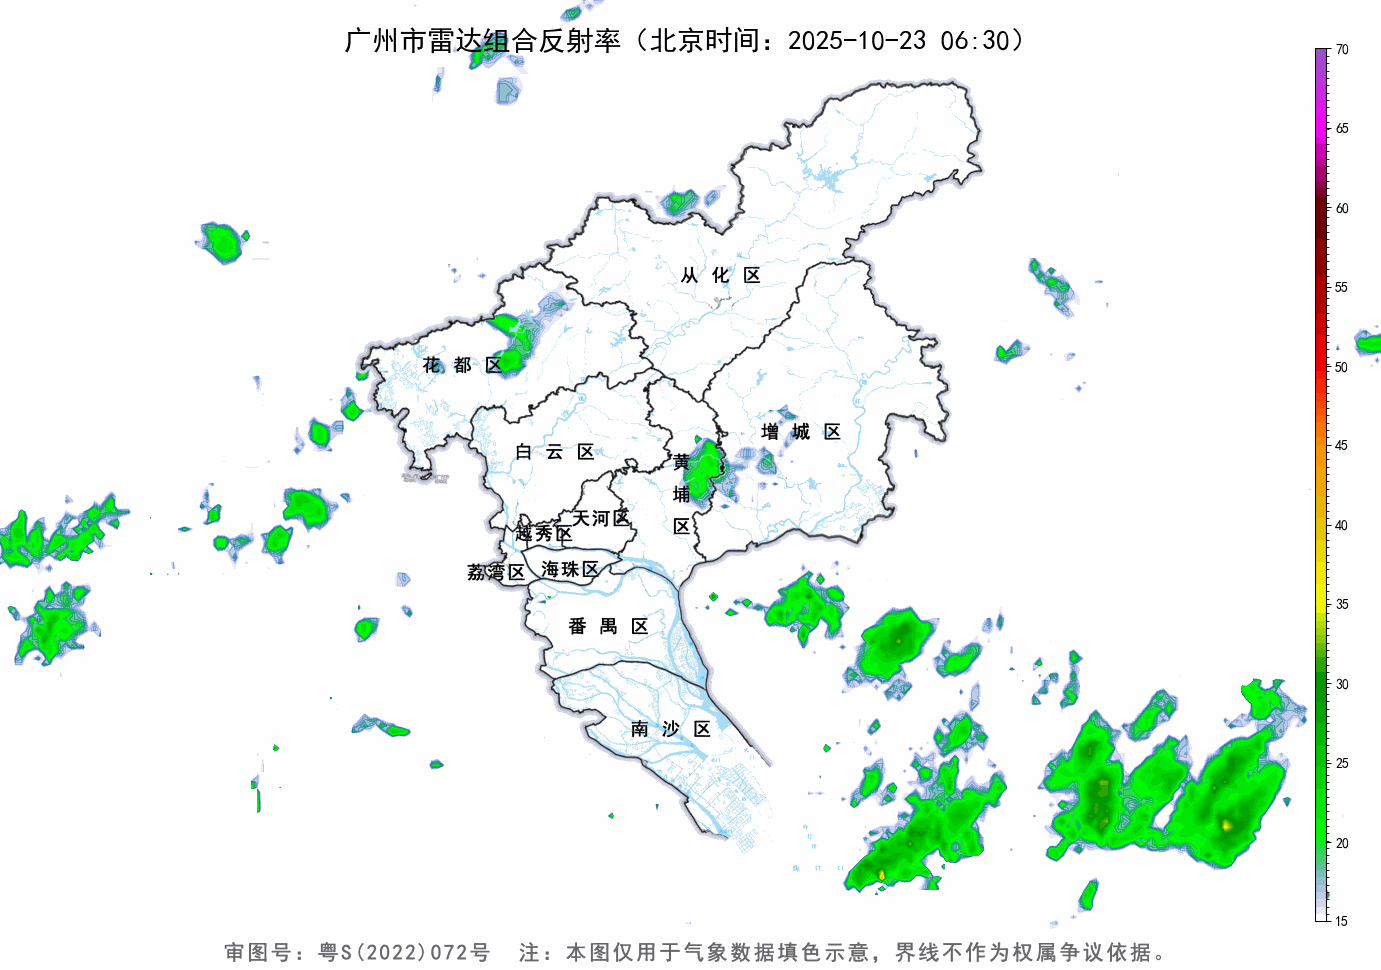 广州市雷达组合反射率（北京时间：2025-10-23 06:30）
70
65
60
55
50
45
40
35
30
25
20
15
从化区
花都区
增城区
白云区
黄埔区
天河区
越秀区
荔湾区
海珠区
番禺区
南沙区
审图号：粤S(2022)072号 注：本图仅用于气象数据填色示意，界线不作为权属争议依据。